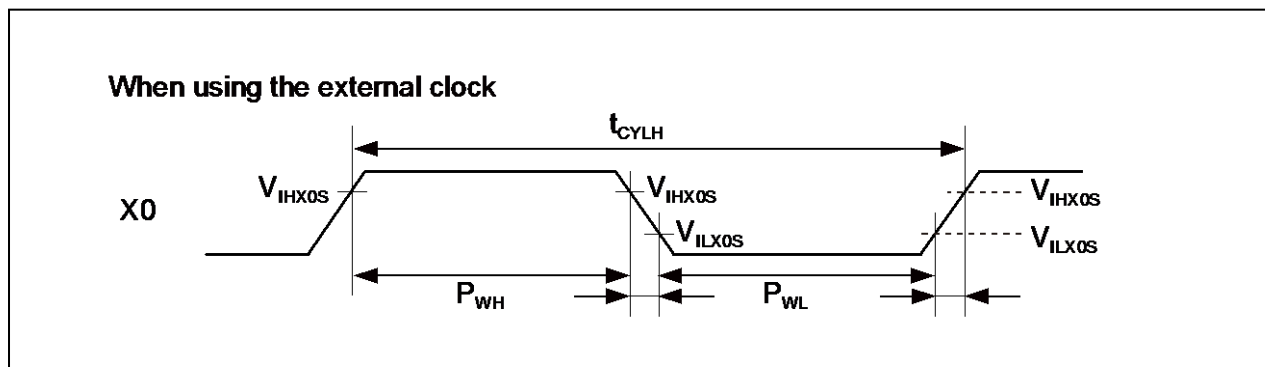 When using the external clock
tCYLH
VIHX0S VIHX0S VIHX0S
X0
VILX0S VILX0S
PWH PWL